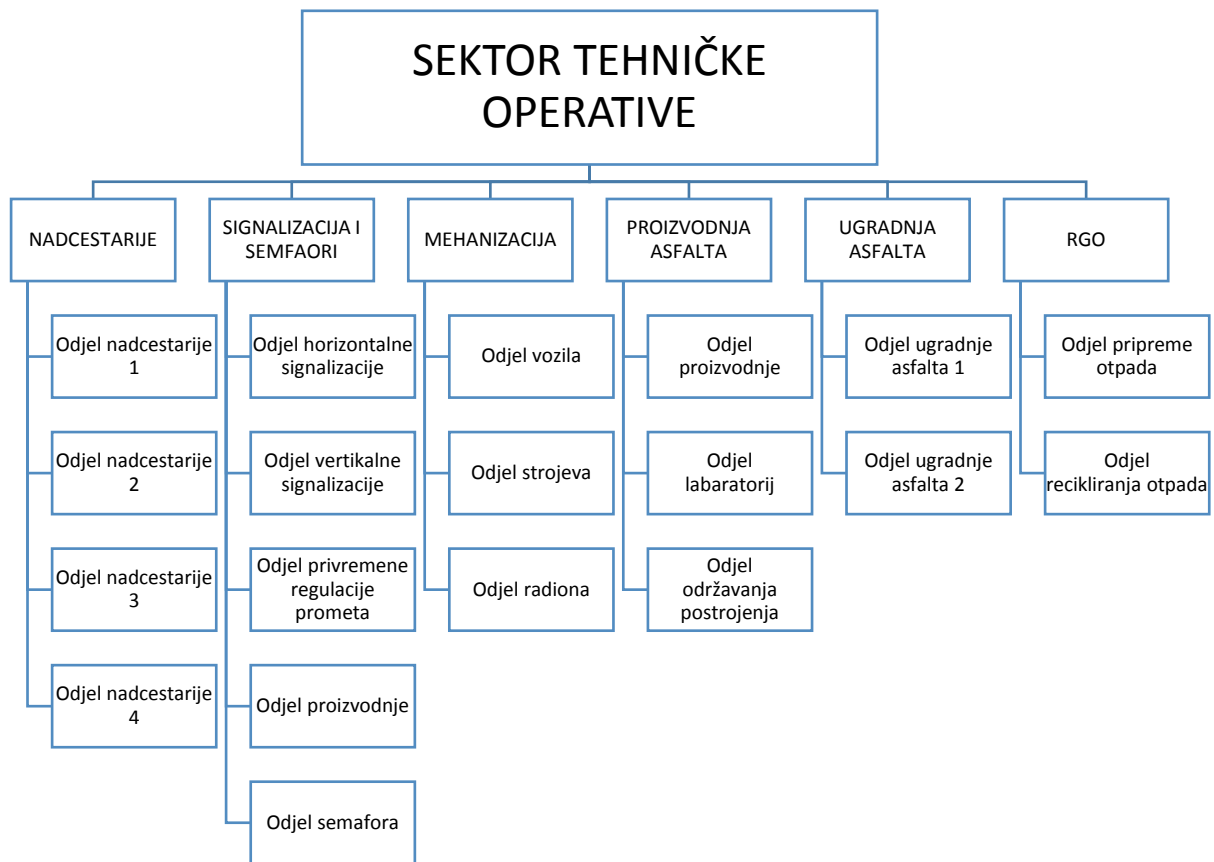 SEKTOR TEHNIČKE
OPERATIVE
NADCESTARIJE
SIGNALIZACIJA I
SEMFAORI
MEHANIZACIJA
PROIZVODNJA
ASFALTA
UGRADNJA
ASFALTA
RGO
Odjel nadcestarije
1
Odjel nadcestarije
2
Odjel nadcestarije
3
Odjel nadcestarije
4
Odjel horizontalne
signalizacije
Odjel vertikalne
signalizacije
Odjel privremene
regulacije
prometa
Odjel proizvodnje
Odjel semafora
Odjel vozila
Odjel strojeva
Odjel radiona
Odjel
proizvodnje
Odjel
labaratorij
Odjel
održavanja
postrojenja
Odjel ugradnje
asfalta 1
Odjel ugradnje
asfalta 2
Odjel pripreme
otpada
Odjel
recikliranja otpada